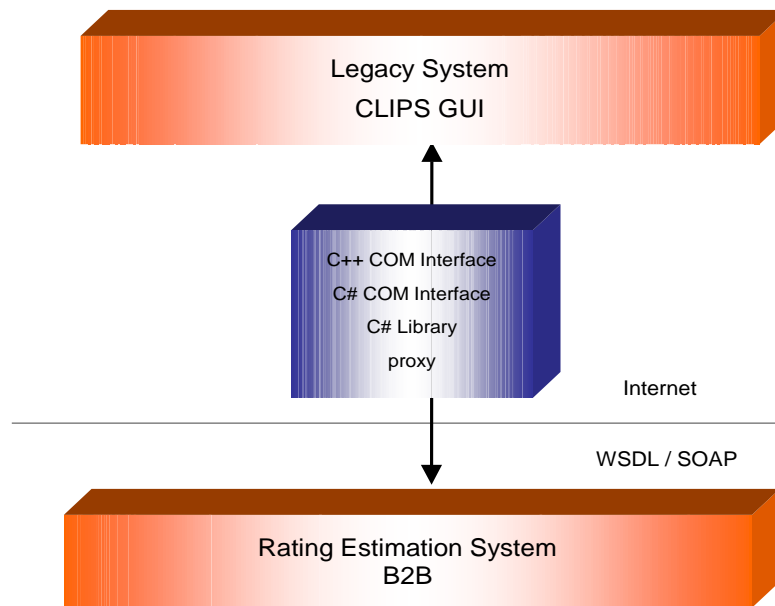 Legacy System
CLIPS GUI
C++ COM Interface
C# COM Interface
C# Library
proxy
Internet
WSDL / SOAP
Rating Estimation System
B2B